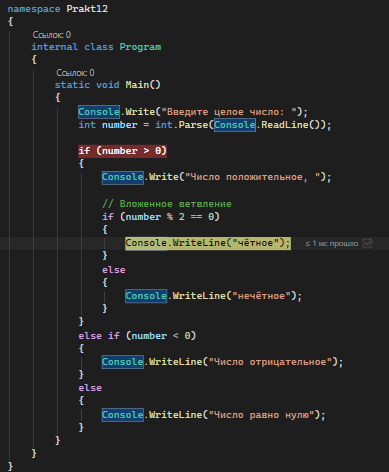 namespace Prakt12
{
Ссылок: 0
internal class Program
{
Ссылок: 0
static void Main()
{
Console.Write("Введите целое число: ");
int number = int.Parse(Console.ReadLine());
if (number > 0)
{
Console.Write("Число положительное, ");
// Вложенное ветвление
if (number % 2 == 0)
{
Console.WriteLine("чётное"); ≤ 1 мс прошло
}
else
{
Console.WriteLine("нечётное");
}
}
else if (number < 0)
{
Console.WriteLine("Число отрицательное");
}
else
{
Console.WriteLine("Число равно нулю");
}
}
}
}